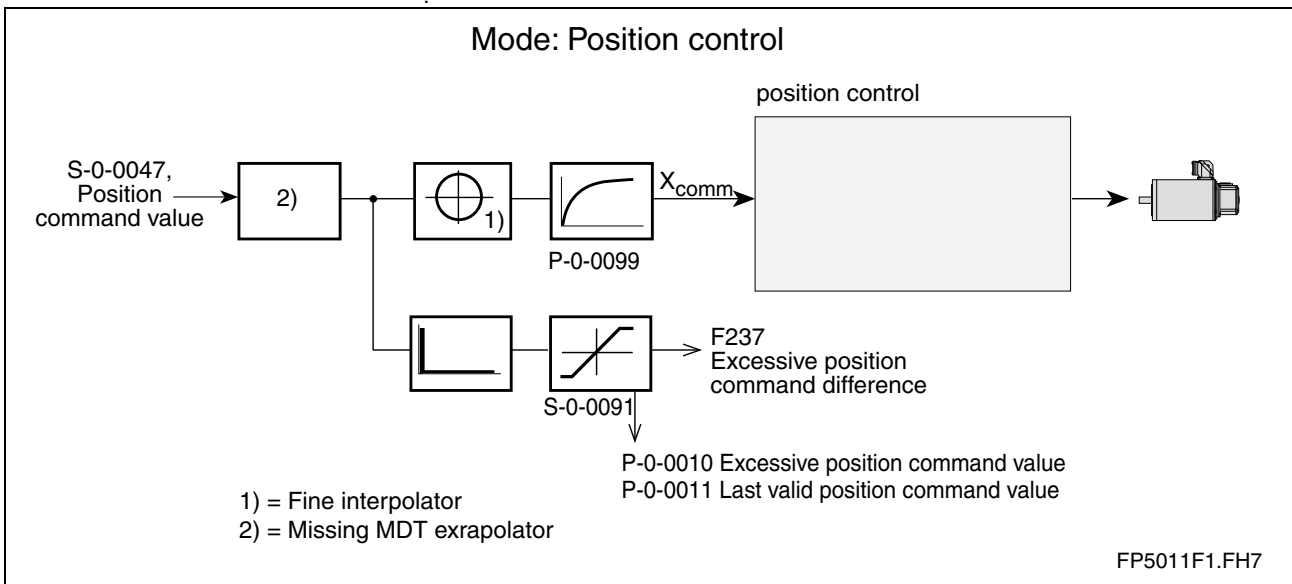 Mode: Position control
position control
S-0-0047,
Position
command value
2)
1)
Xcomm
P-0-0099
F237
Excessive position
command difference
S-0-0091
P-0-0010 Excessive position command value
P-0-0011 Last valid position command value
1) = Fine interpolator
2) = Missing MDT exrapolator
FP5011F1.FH7